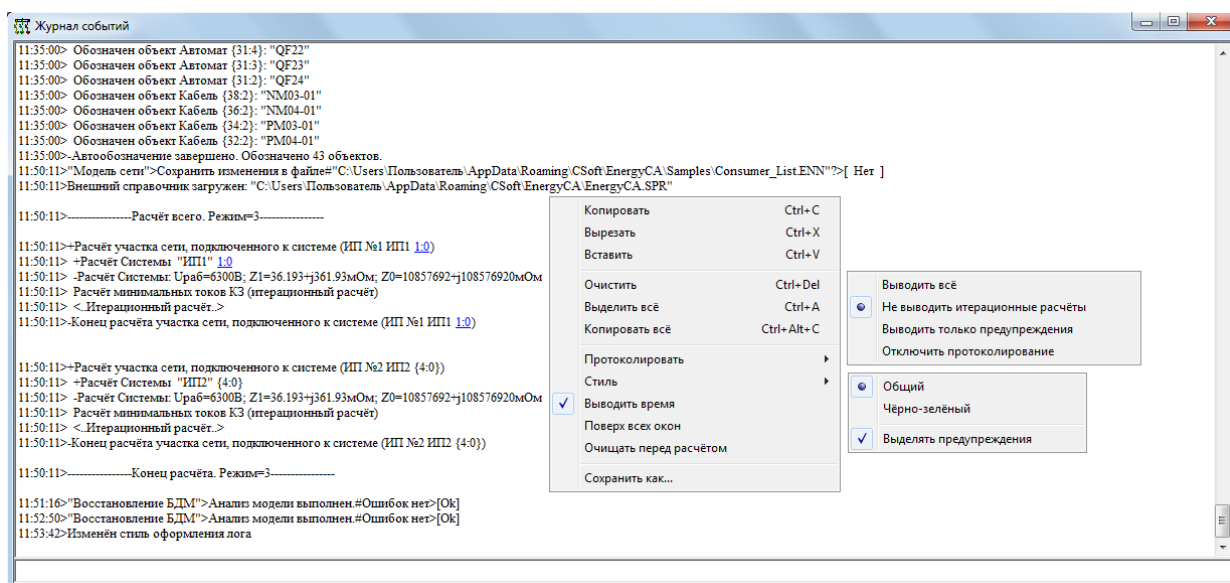 Журнал событий
11:35:00> Обозначен объект Автомат {31:4}: "QF22"
11:35:00> Обозначен объект Автомат {31:3}: "QF23"
11:35:00> Обозначен объект Автомат {31:2}: "QF24"
11:35:00> Обозначен объект Кабель {38:2}: "NM03-01"
11:35:00> Обозначен объект Кабель {36:2}: "NM04-01"
11:35:00> Обозначен объект Кабель {34:2}: "PM03-01"
11:35:00> Обозначен объект Кабель {32:2}: "PM04-01"
11:35:00>-Автообозначение завершено. Обозначено 43 объектов.
11:50:11>"Модель сети">Сохранить изменения в файле#"C:\Users\Пользователь\AppData\Roaming\CSoft\EnergyCA\Samples\Consumer_List.ENN"?>[ Нет ]
11:50:11>Внешний справочник загружен: "C:\Users\Пользователь\AppData\Roaming\CSoft\EnergyCA\EnergyCA.SPR"
11:50:11>----------------Расчёт всего. Режим=3----------------
11:50:11>+Расчёт участка сети, подключенного к системе (ИП №1 ИП1 1:0)
11:50:11> +Расчёт Системы "ИП1" 1:0
11:50:11> -Расчёт Системы: Uраб=6300В; Z1=36.193+j361.93мОм; Z0=10857692+j108576920мОм
11:50:11> Расчёт минимальных токов КЗ (итерационный расчёт)
11:50:11> <..Итерационный расчёт..>
11:50:11>-Конец расчёта участка сети, подключенного к системе (ИП №1 ИП1 1:0)
11:50:11>+Расчёт участка сети, подключенного к системе (ИП №2 ИП2 {4:0})
11:50:11> +Расчёт Системы "ИП2" {4:0}
11:50:11> -Расчёт Системы: Uраб=6300В; Z1=36.193+j361.93мОм; Z0=10857692+j108576920мОм
11:50:11> Расчёт минимальных токов КЗ (итерационный расчёт)
11:50:11> <..Итерационный расчёт..>
11:50:11>-Конец расчёта участка сети, подключенного к системе (ИП №2 ИП2 {4:0})
11:50:11>----------------Конец расчёта. Режим=3----------------
11:51:16>"Восстановление БДМ">Анализ модели выполнен.#Ошибок нет>[Ok]
11:52:50>"Восстановление БДМ">Анализ модели выполнен.#Ошибок нет>[Ok]
11:53:42>Изменён стиль оформления лога
Копировать Ctrl+C
Вырезать Ctrl+X
Вставить Ctrl+V
Очистить Ctrl+Del
Выделить всё Ctrl+A
Копировать всё Ctrl+Alt+C
Протоколировать
Стиль
Выводить время
Поверх всех окон
Очищать перед расчётом
Сохранить как...
Выводить всё
Не выводить итерационные расчёты
Выводить только предупреждения
Отключить протоколирование
Общий
Чёрно-зелёный
Выделять предупреждения